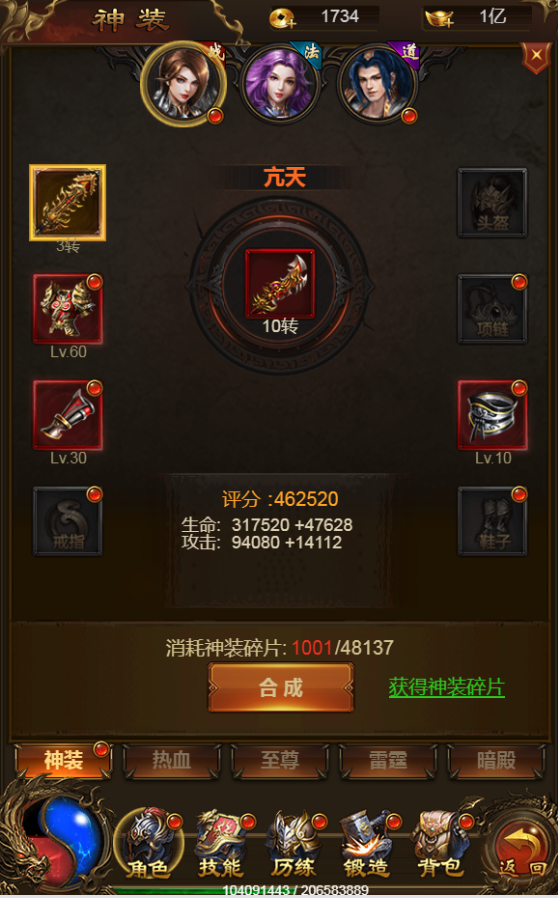 神装
1734
1亿
战
法
道
亢天
3转
头盔
10转
Lv.60
项链
Lv.30
Lv.10
戒指
鞋子
评分 :462520
生命: 317520 +47628
攻击: 94080 +14112
消耗神装碎片: 1001/48137
合成
获得神装碎片
神装
热血
至尊
雷霆
暗殿
角色
技能
历练
锻造
背包
返回
104091443 / 206583889